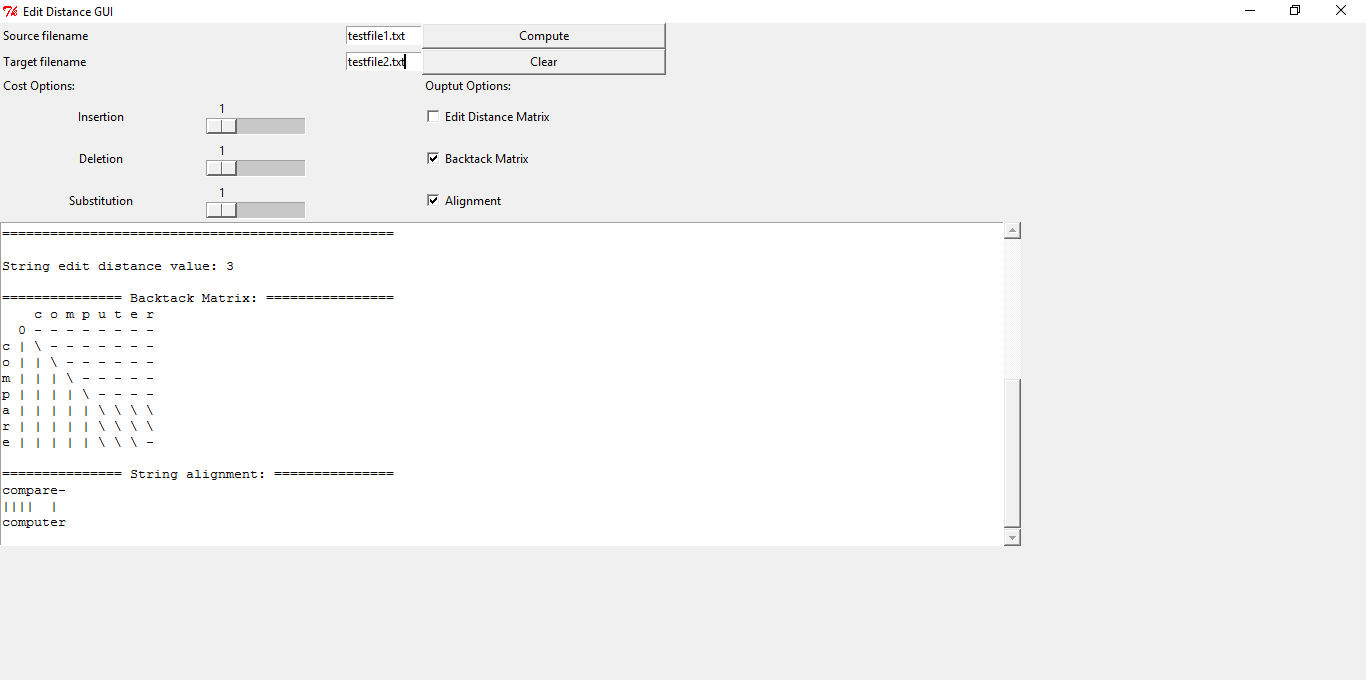 Edit Distance GUI
Source filename testfile1.txt Compute
Target filename testfile2.txt Clear
Cost Options: Ouptut Options:
1
Insertion Edit Distance Matrix
1
Deletion Backtack Matrix
1
Substitution Alignment
=================================================

String edit distance value: 3

=============== Backtack Matrix: ================
    c o m p u t e r
  0 - - - - - - - -
c | \ - - - - - - -
o | | \ - - - - - -
m | | | \ - - - - -
p | | | | \ - - - -
a | | | | | \ \ \ \
r | | | | | \ \ \ \
e | | | | | \ \ \ -

=============== String alignment: ===============
compare-
||||  |
computer